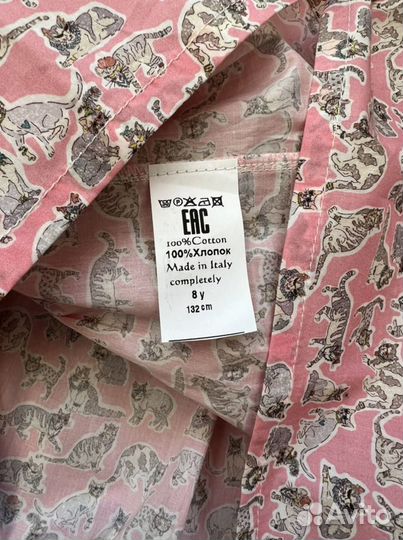 EAC
100%Cotton
100%Хлопок
Made in Italy
completely
8 y
132 cm
Avito